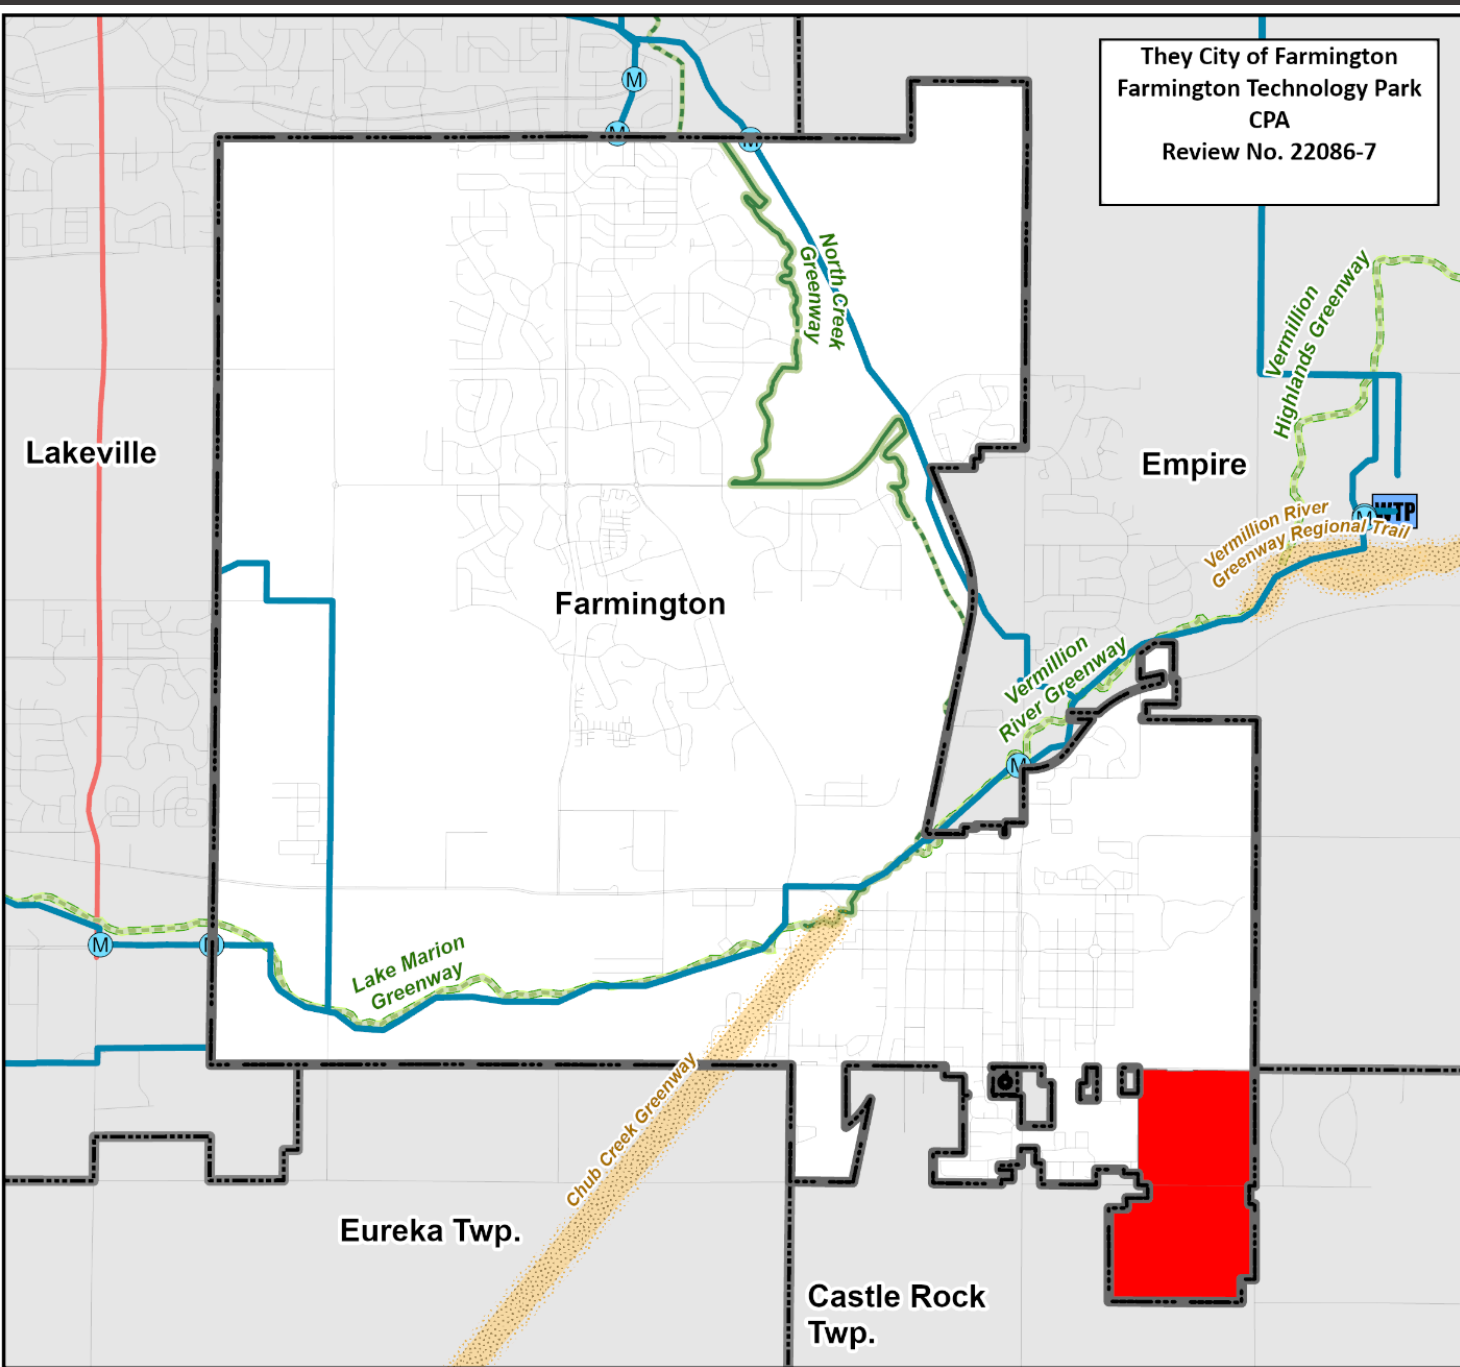 They City of Farmington
Farmington Technology Park
CPA
Review No. 22086-7
M
M
M
North Creek
Greenway
Vermillion
Highlands Greenway
Lakeville
Empire
M
WTP
Vermillion River
Greenway Regional Trail
Farmington
Vermillion
River Greenway
M
M
M
Lake Marion
Greenway
Chub Creek Greenway
Eureka Twp.
Castle Rock
Twp.